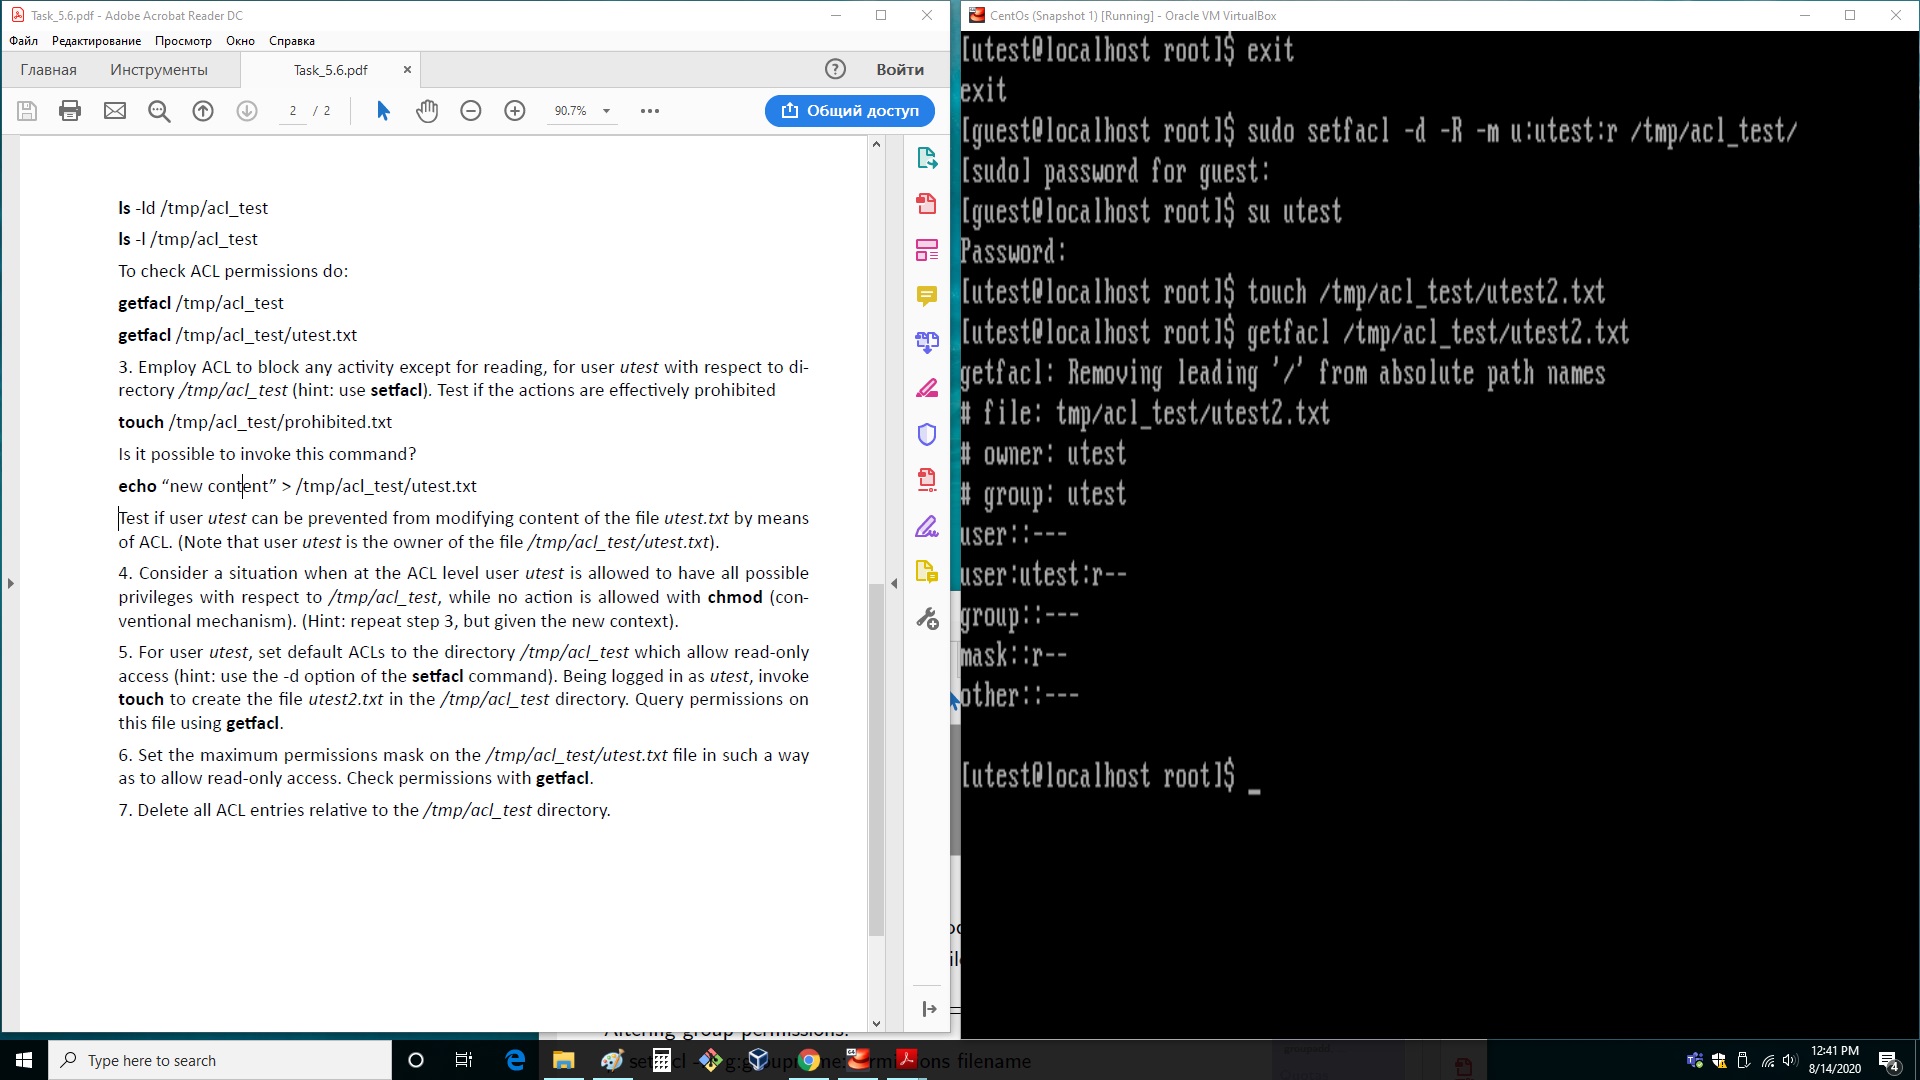 Task_5.6.pdf - Adobe Acrobat Reader DC
Файл Редактирование Просмотр Окно Справка
Главная Инструменты Task_5.6.pdf × Войти
2 / 2 90.7% Общий доступ
ls -ld /tmp/acl_test
ls -l /tmp/acl_test
To check ACL permissions do:
getfacl /tmp/acl_test
getfacl /tmp/acl_test/utest.txt
3. Employ ACL to block any activity except for reading, for user utest with respect to di-
rectory /tmp/acl_test (hint: use setfacl). Test if the actions are effectively prohibited
touch /tmp/acl_test/prohibited.txt
Is it possible to invoke this command?
echo “new content” > /tmp/acl_test/utest.txt
Test if user utest can be prevented from modifying content of the file utest.txt by means
of ACL. (Note that user utest is the owner of the file /tmp/acl_test/utest.txt).
4. Consider a situation when at the ACL level user utest is allowed to have all possible
privileges with respect to /tmp/acl_test, while no action is allowed with chmod (con-
ventional mechanism). (Hint: repeat step 3, but given the new context).
5. For user utest, set default ACLs to the directory /tmp/acl_test which allow read-only
access (hint: use the -d option of the setfacl command). Being logged in as utest, invoke
touch to create the file utest2.txt in the /tmp/acl_test directory. Query permissions on
this file using getfacl.
6. Set the maximum permissions mask on the /tmp/acl_test/utest.txt file in such a way
as to allow read-only access. Check permissions with getfacl.
7. Delete all ACL entries relative to the /tmp/acl_test directory.
CentOs (Snapshot 1) [Running] - Oracle VM VirtualBox
[utest@localhost root]$ exit
exit
[guest@localhost root]$ sudo setfacl -d -R -m u:utest:r /tmp/acl_test/
[sudo] password for guest:
[guest@localhost root]$ su utest
Password:
[utest@localhost root]$ touch /tmp/acl_test/utest2.txt
[utest@localhost root]$ getfacl /tmp/acl_test/utest2.txt
getfacl: Removing leading '/' from absolute path names
# file: tmp/acl_test/utest2.txt
# owner: utest
# group: utest
user::---
user:utest:r--
group::---
mask::r--
other::---
[utest@localhost root]$ _
Altering group permissions:
Type here to search
filename
12:41 PM
8/14/2020
4